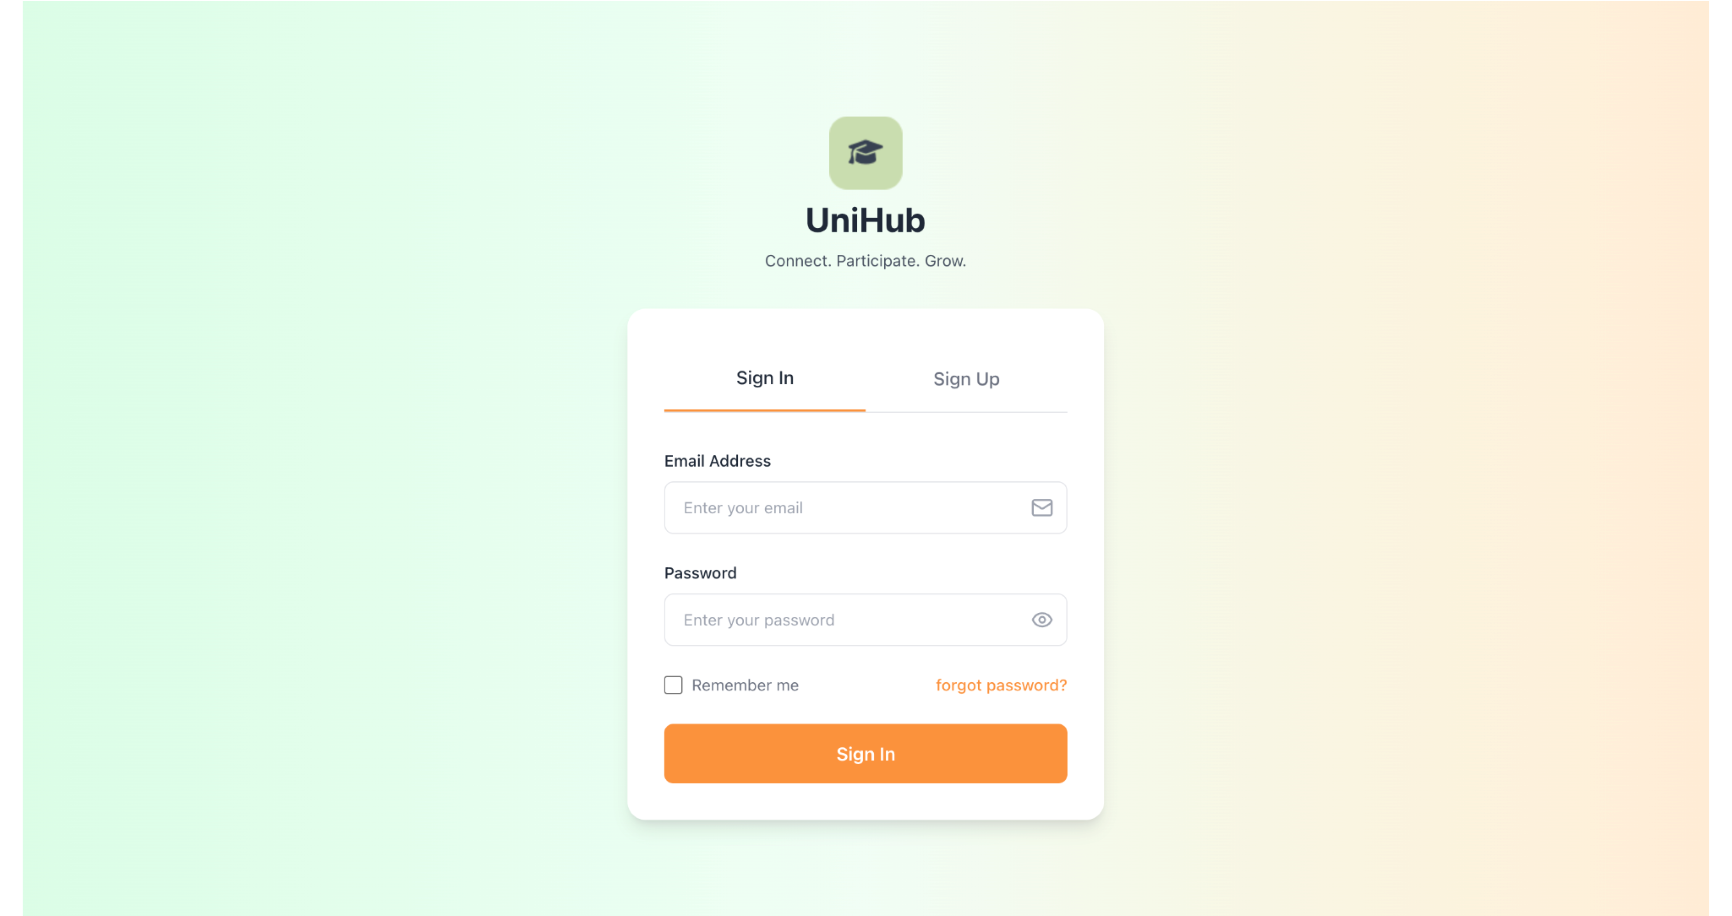 UniHub
Connect. Participate. Grow.
Sign In Sign Up
Email Address
Enter your email
Password
Enter your password
Remember me forgot password?
Sign In